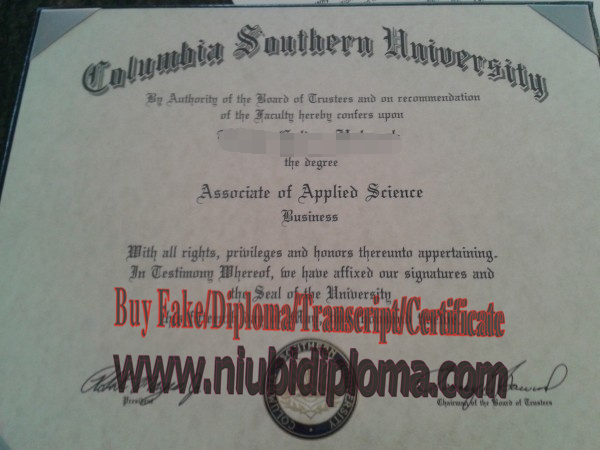 Columbia Southern University
By Authority of the Board of Trustees and on recommendation
of the Faculty hereby confers upon
the degree
Associate of Applied Science
Business
With all rights, privileges and honors thereunto appertaining.
In Testimony Whereof, we have affixed our signatures and
the Seal of the University
Buy Fake/Diploma/Transcript/Certificate
www.niubidiploma.com
President
Chairman of the Board of Trustees